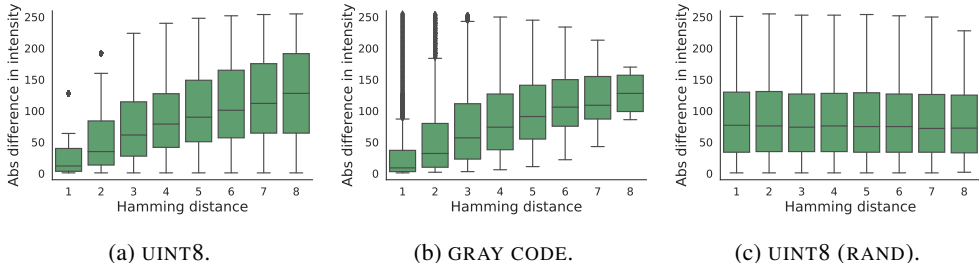 250
200
150
100
50
0
Abs difference in intensity
1 2 3 4 5 6 7 8
Hamming distance
(a) UINT8.
250
200
150
100
50
0
Abs difference in intensity
1 2 3 4 5 6 7 8
Hamming distance
(b) GRAY CODE.
250
200
150
100
50
0
Abs difference in intensity
1 2 3 4 5 6 7 8
Hamming distance
(c) UINT8 (RAND).